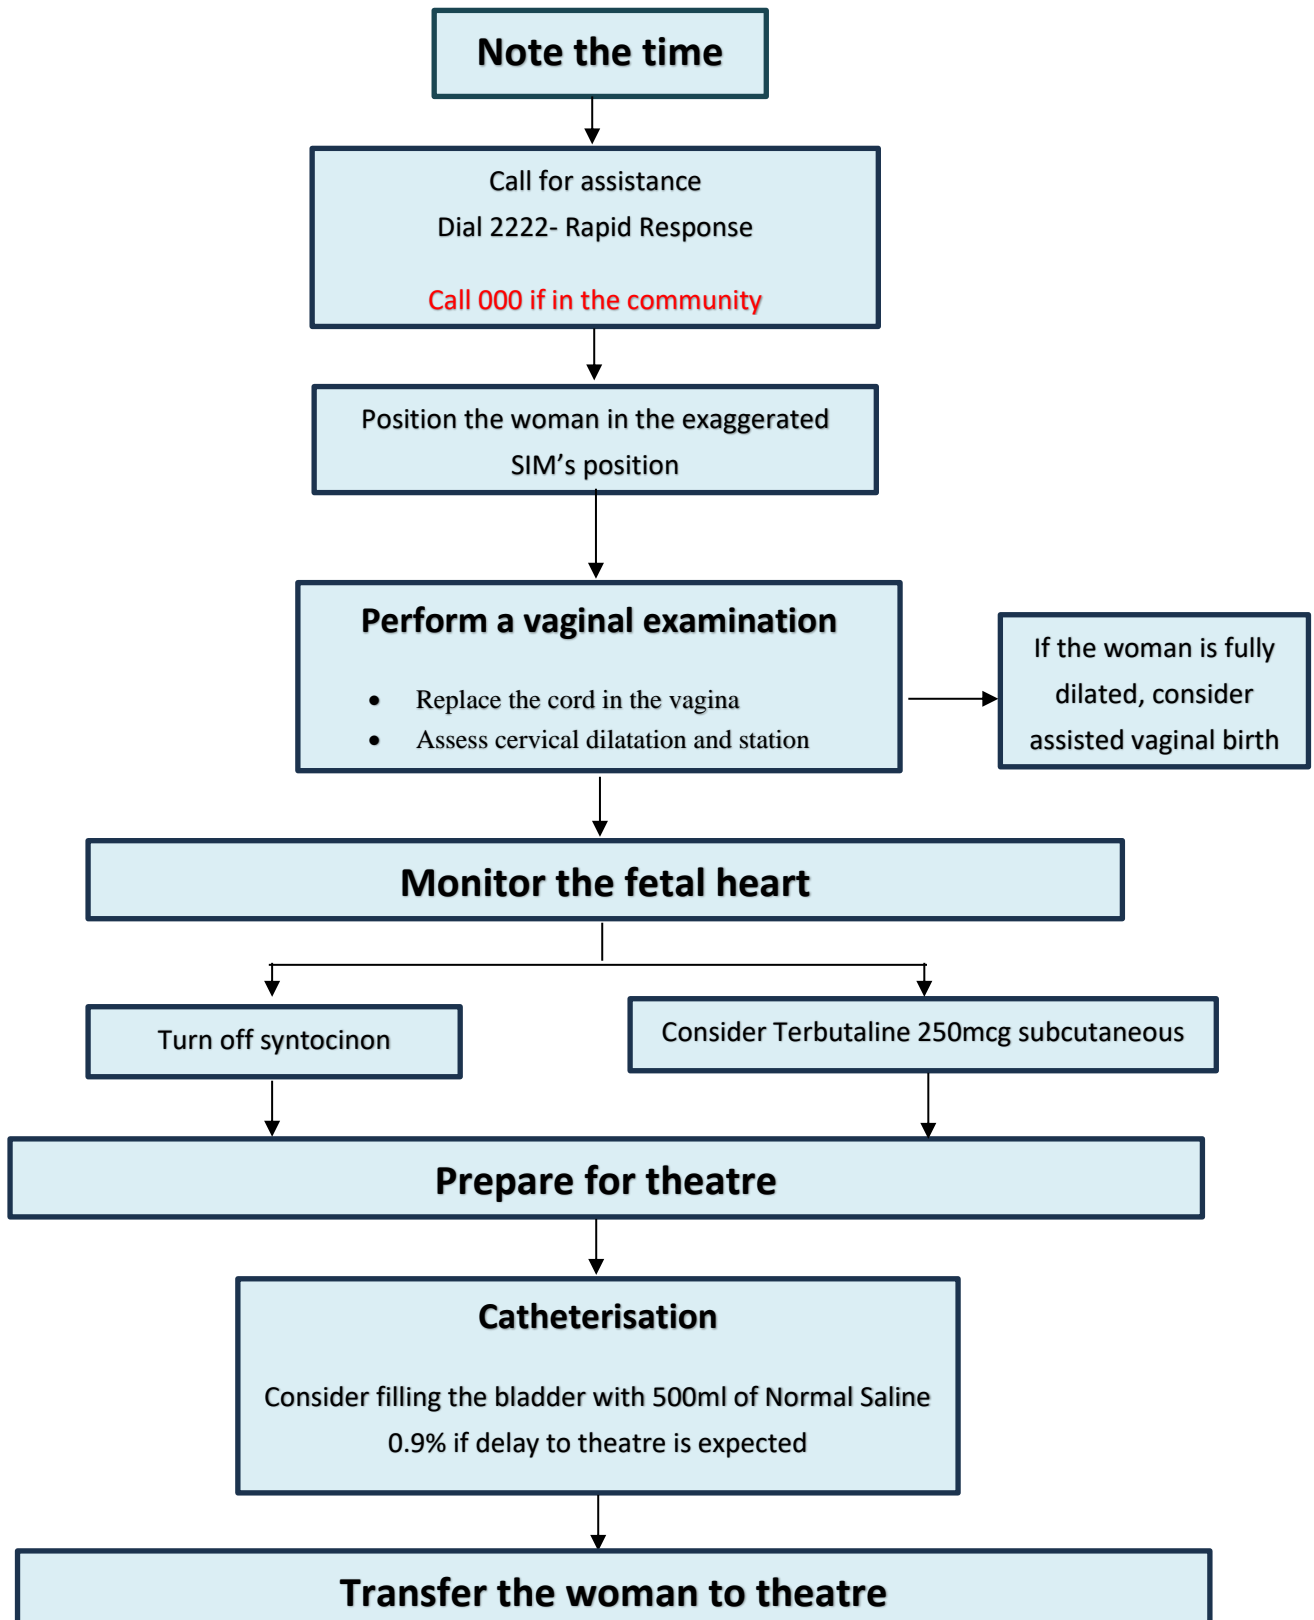 Note the time
Call for assistance
Dial 2222- Rapid Response
Call 000 if in the community
Position the woman in the exaggerated
SIM’s position
Perform a vaginal examination
• Replace the cord in the vagina
• Assess cervical dilatation and station
If the woman is fully
dilated, consider
assisted vaginal birth
Monitor the fetal heart
Turn off syntocinon
Consider Terbutaline 250mcg subcutaneous
Prepare for theatre
Catheterisation
Consider filling the bladder with 500ml of Normal Saline
0.9% if delay to theatre is expected
Transfer the woman to theatre